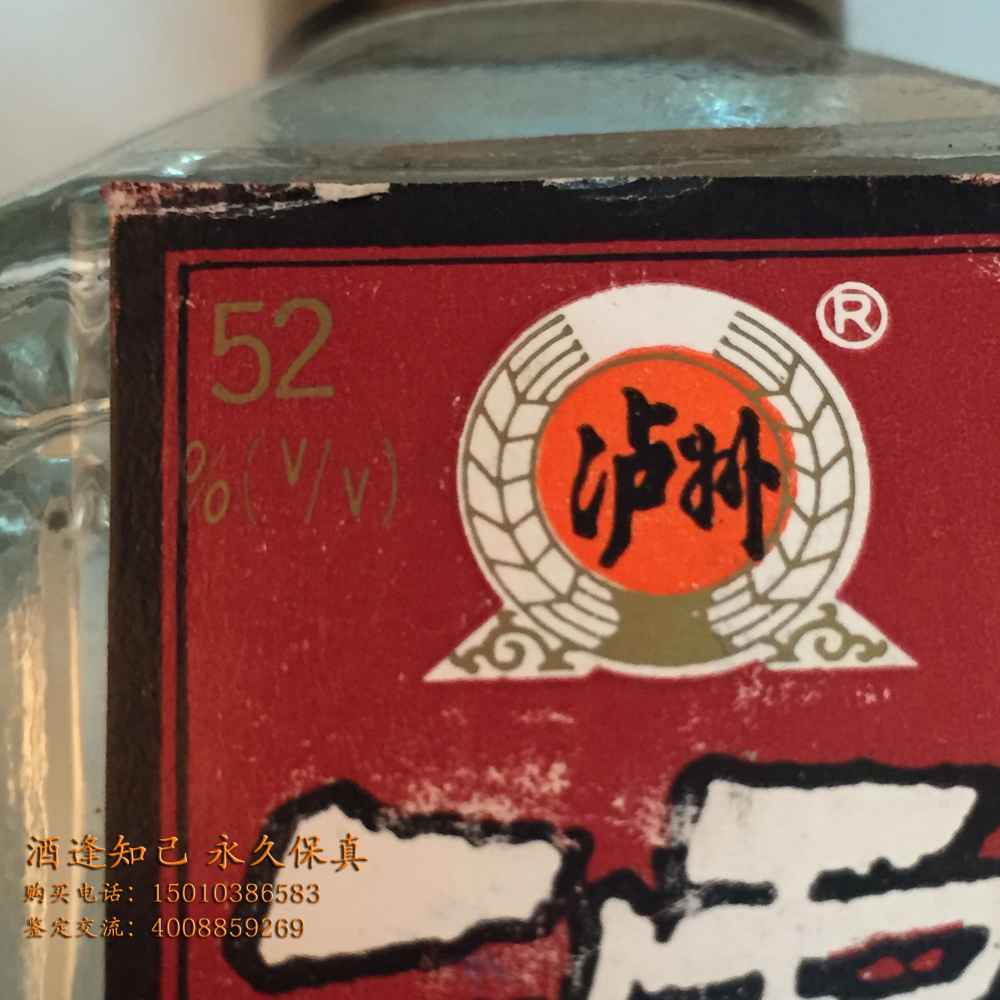 52
%(V/V)
泸州
®
酒逢知己 永久保真
购买电话：15010386583
鉴定交流：4008859269